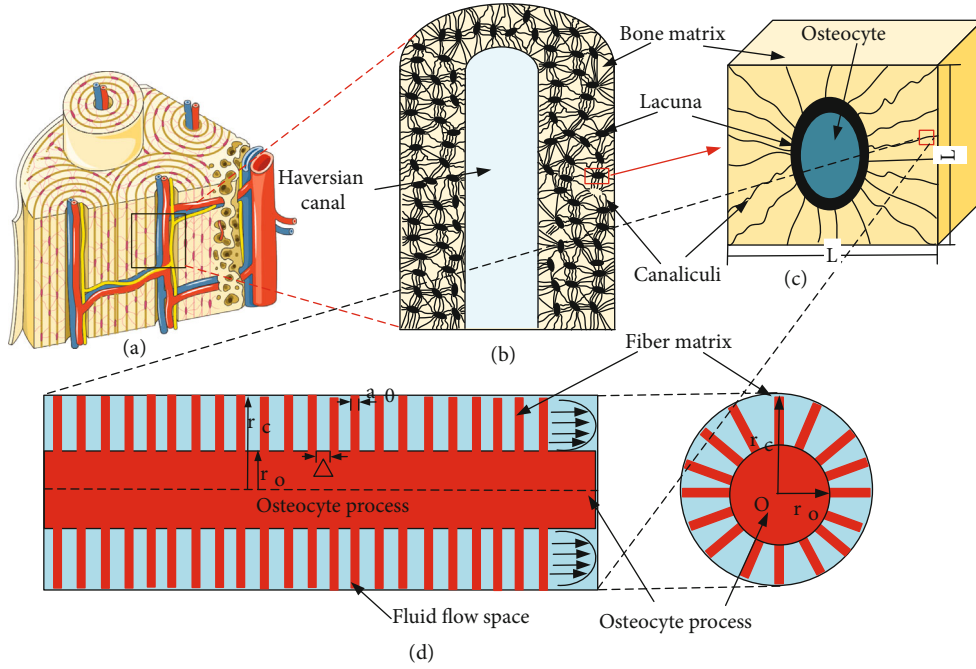 Bone matrix
Osteocyte
Lacuna
Haversian
canal
L
Canaliculi
L
(a)
(b)
(c)
Fiber matrix
a 0
r c
r o
△
Osteocyte process
r c
O
r o
Fluid flow space
Osteocyte process
(d)